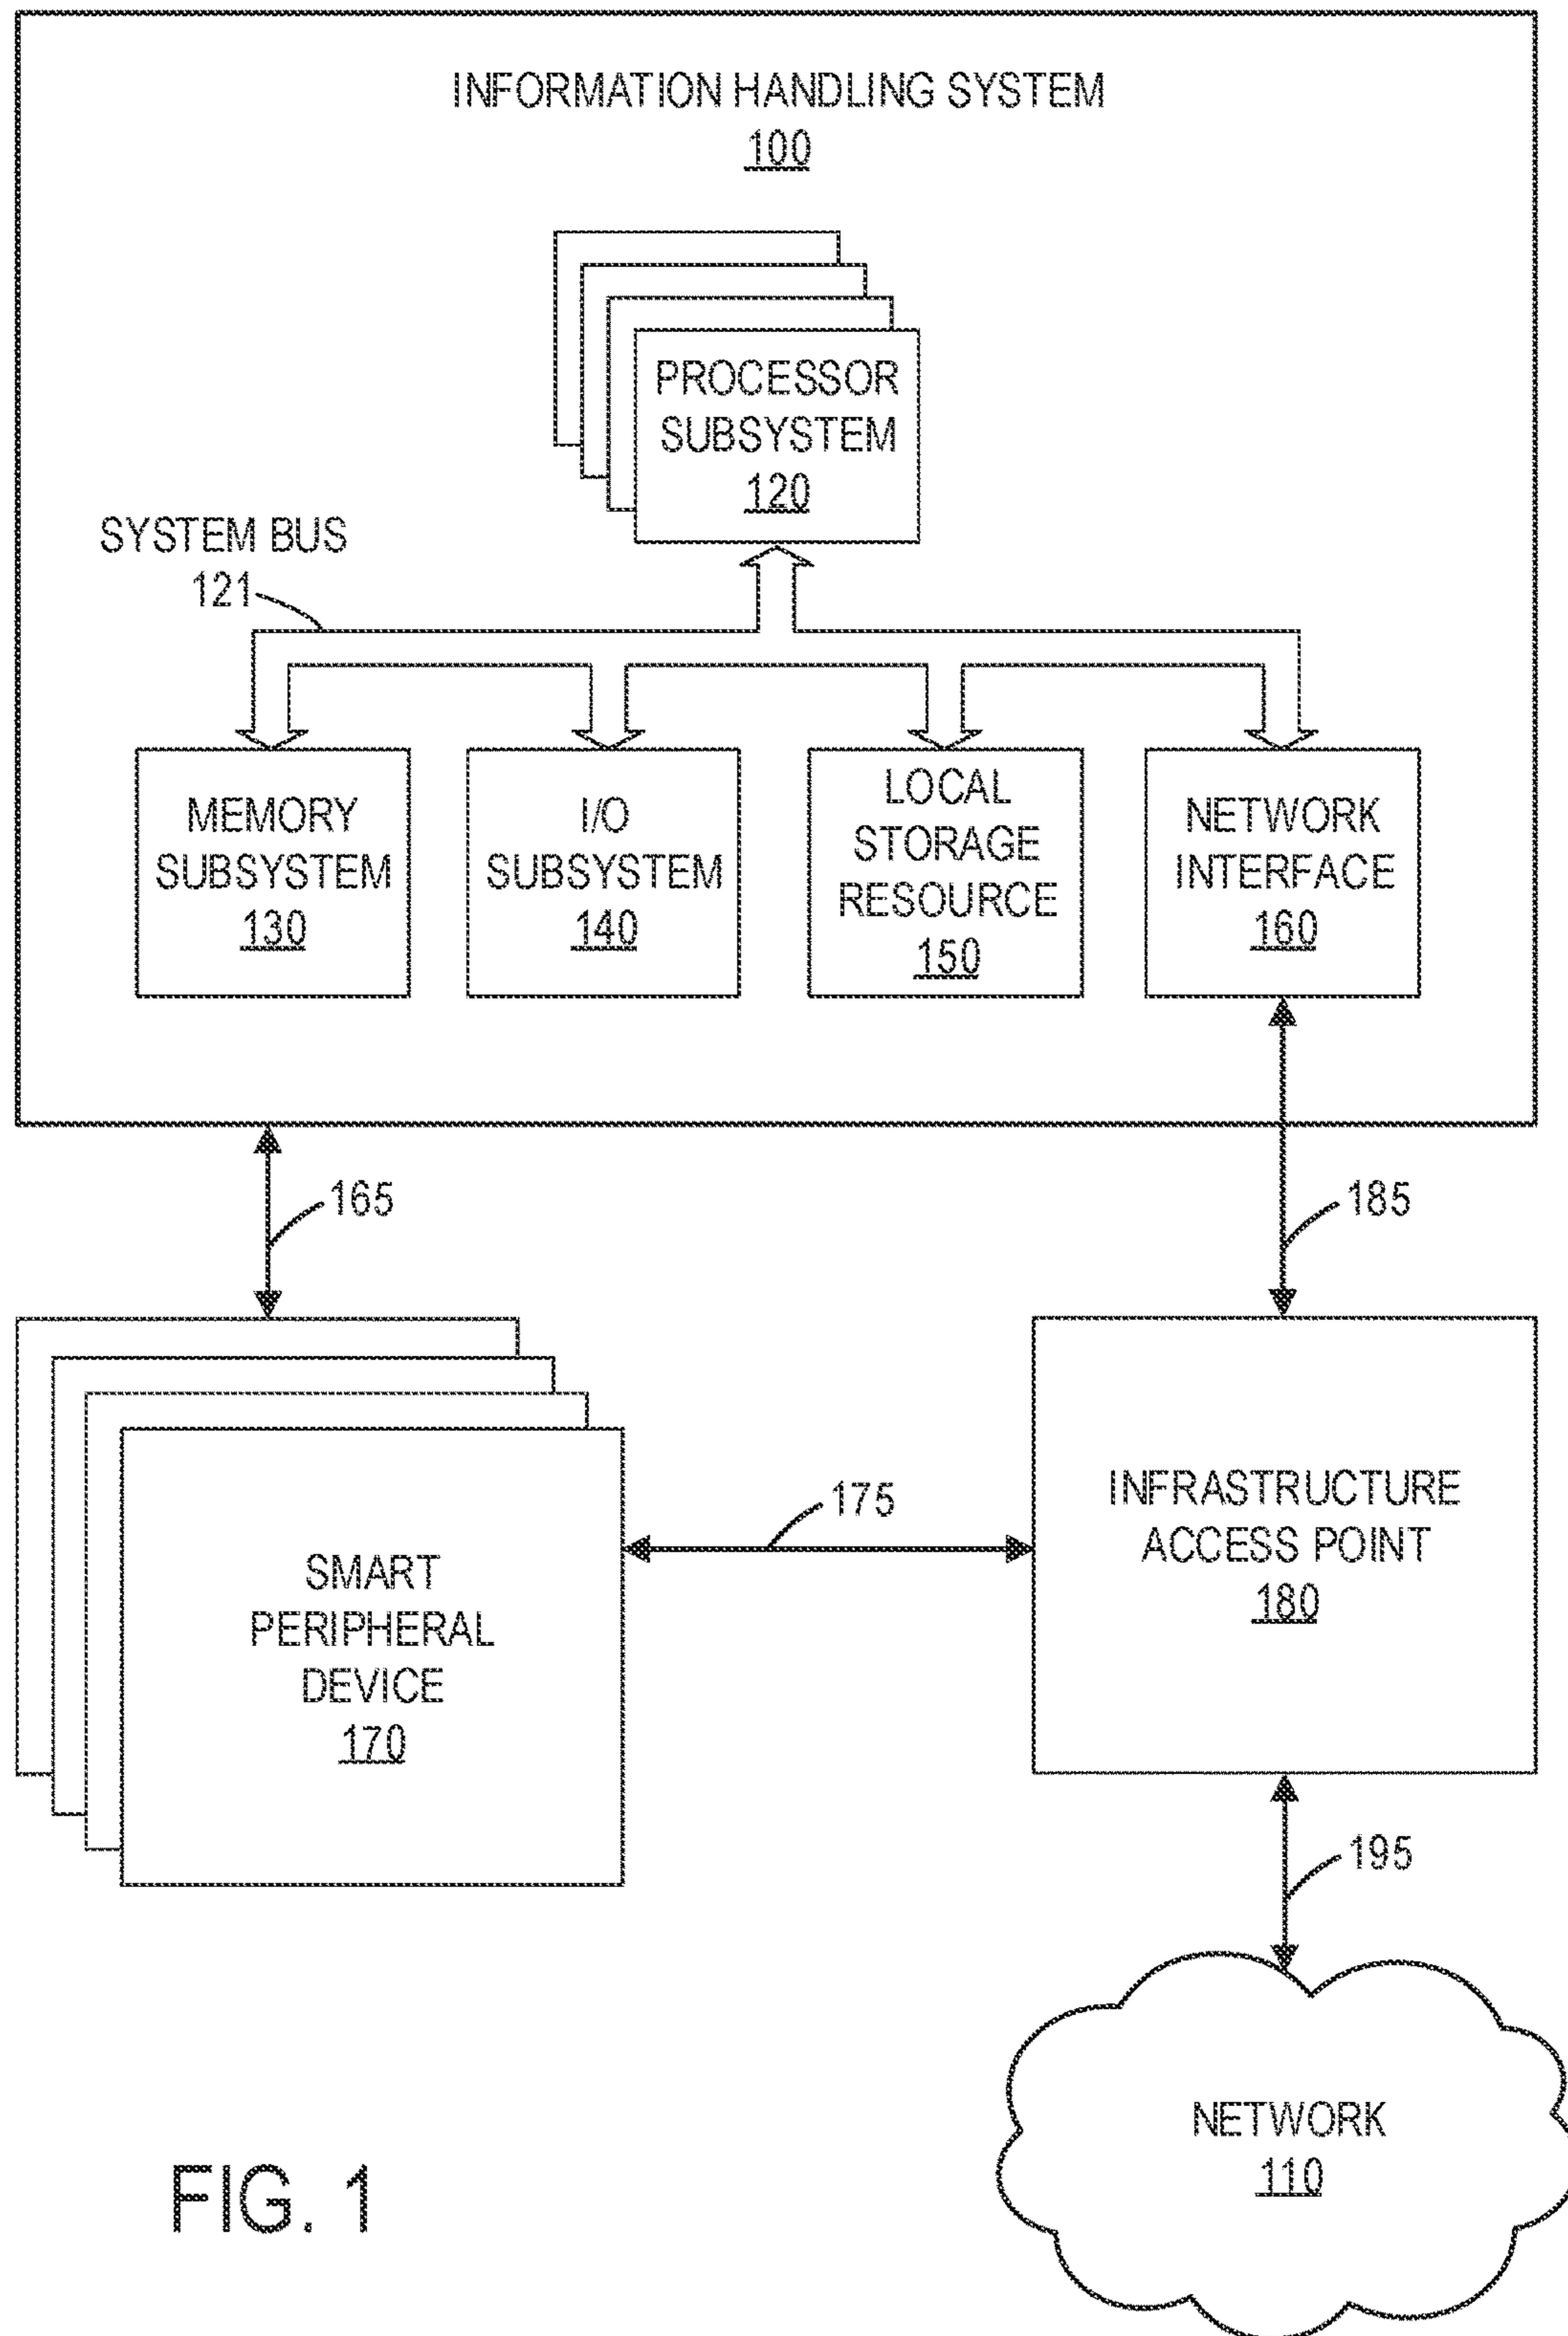 INFORMATION HANDLING SYSTEM
100
PROCESSOR
SUBSYSTEM
120
SYSTEM BUS
121
MEMORY
SUBSYSTEM
130
I/O
SUBSYSTEM
140
LOCAL
STORAGE
RESOURCE
150
NETWORK
INTERFACE
160
165
185
175
SMART
PERIPHERAL
DEVICE
170
INFRASTRUCTURE
ACCESS POINT
180
195
NETWORK
110
FIG. 1